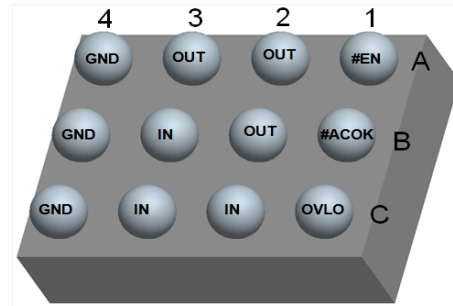 4 3 2 1
GND OUT OUT #EN A
GND IN OUT #ACOK B
GND IN IN OVLO C